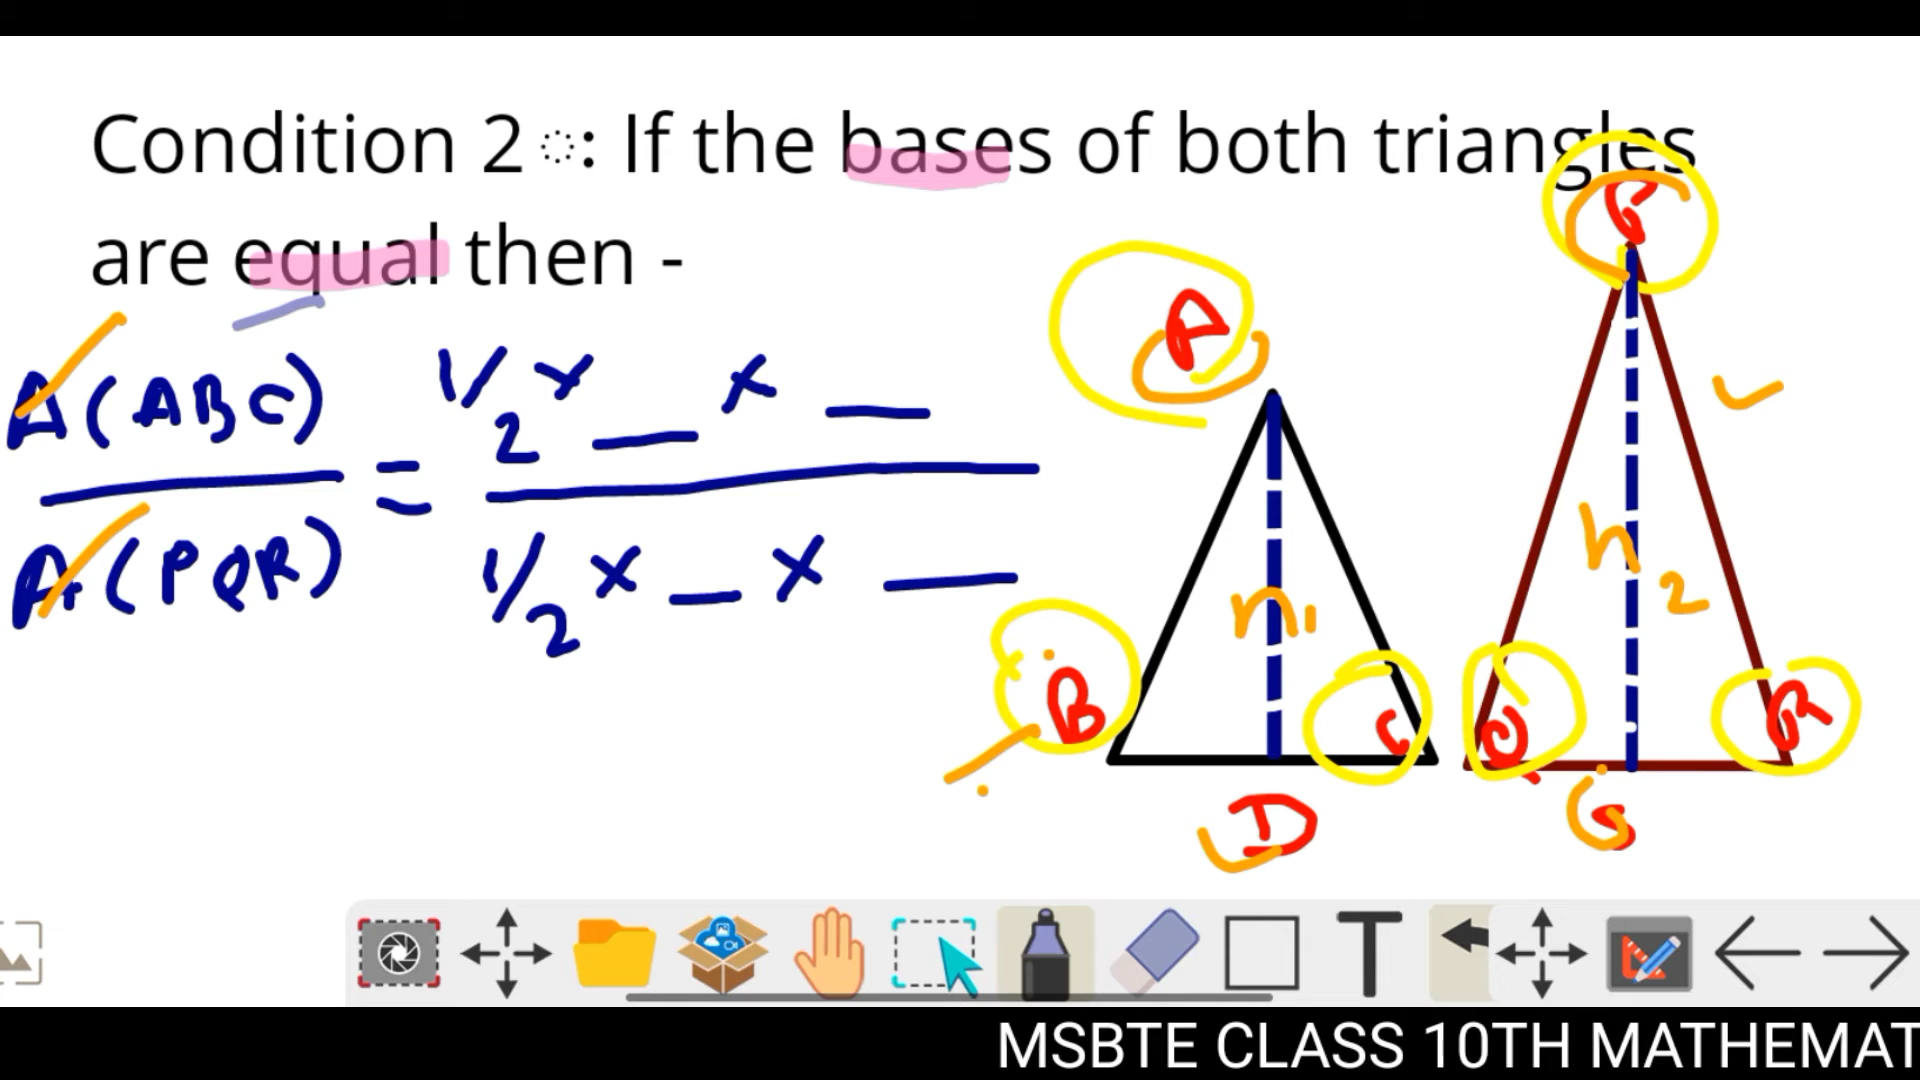 Condition 2 ः If the bases of both triangles
are equal then -
A(ABC) = 1/2 x __ x __
A(PQR) 1/2 x __ x __
P
A
h1
h2
B
C
Q
R
D
T
MSBTE CLASS 10TH MATHEMAT